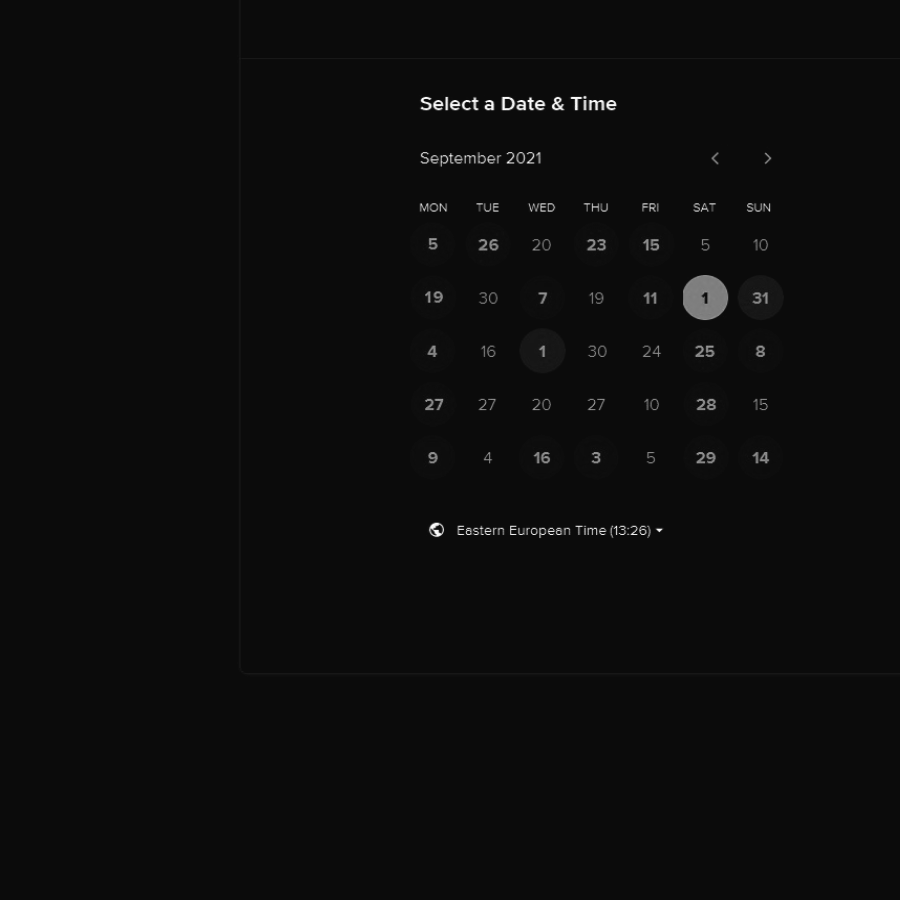 Select a Date & Time
September 2021
MON TUE WED THU FRI SAT SUN
5 26 20 23 15 5 10
19 30 7 19 11 1 31
4 16 1 30 24 25 8
27 27 20 27 10 28 15
9 4 16 3 5 29 14
Eastern European Time (13:26)